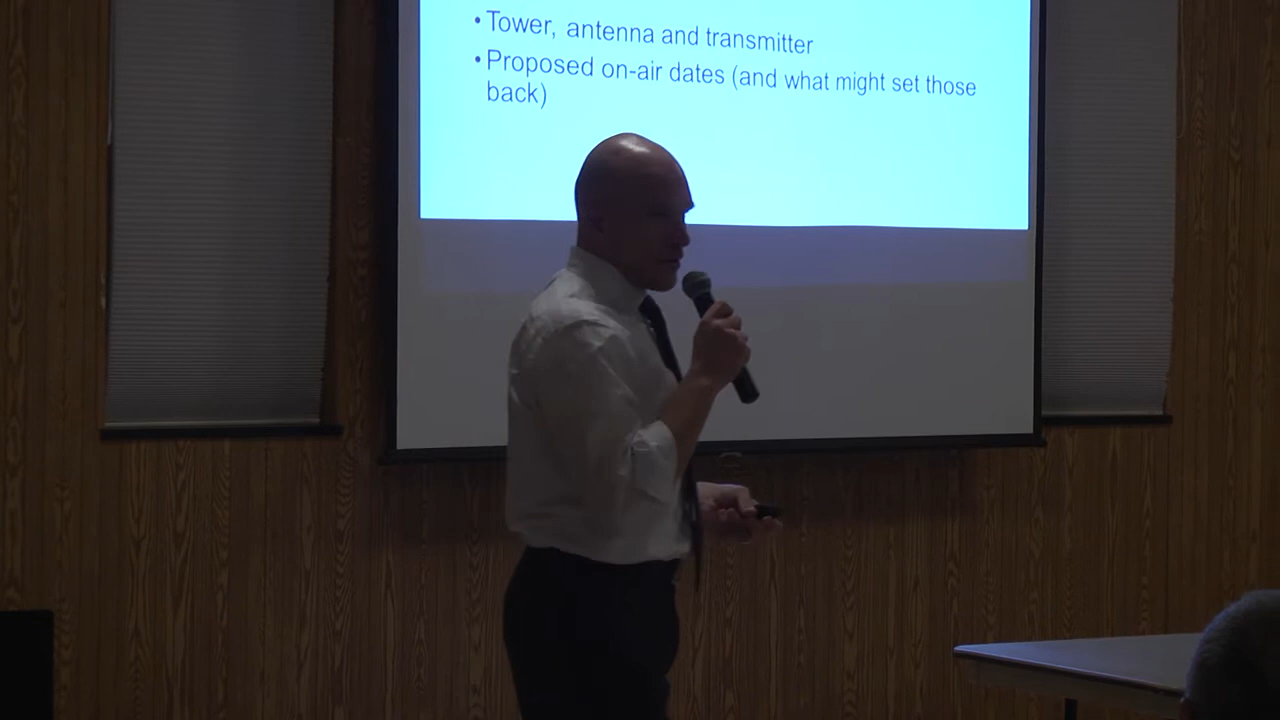 • Tower, antenna and transmitter
• Proposed on-air dates (and what might set those
back)